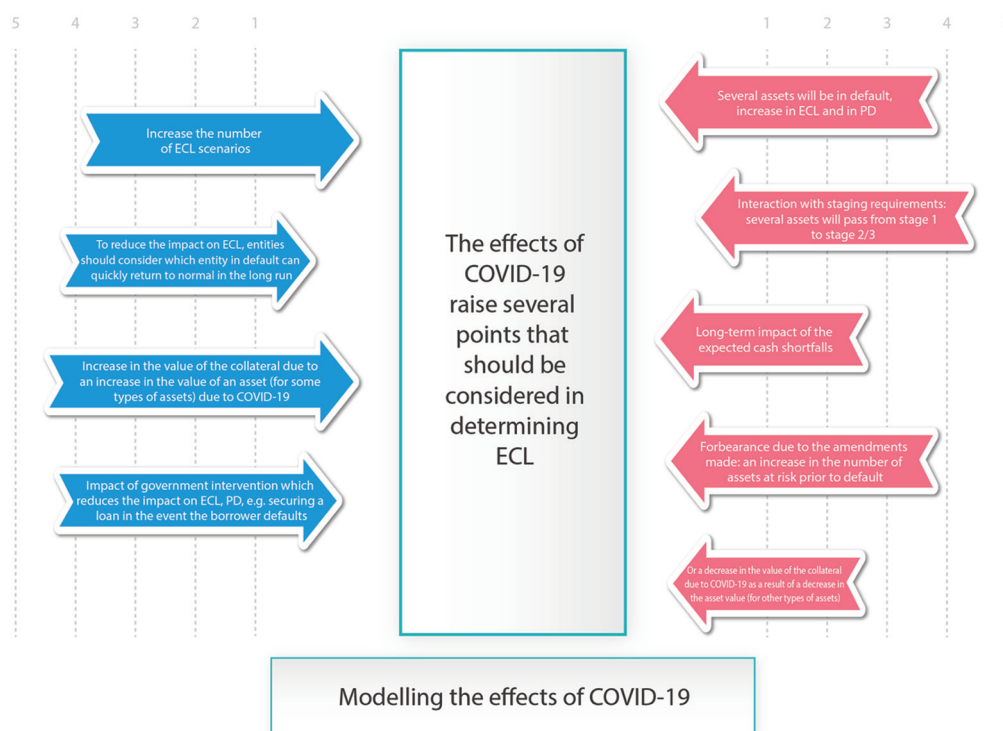 5 4 3 2 1
1 2 3 4
Increase the number
of ECL scenarios
To reduce the impact on ECL, entities
should consider which entity in default can
quickly return to normal in the long run
Increase in the value of the collateral due to
an increase in the value of an asset (for some
types of assets) due to COVID-19
Impact of government intervention which
reduces the impact on ECL, PD, e.g. securing a
loan in the event the borrower defaults
The effects of
COVID-19
raise several
points that
should be
considered in
determining
ECL
Several assets will be in default,
increase in ECL and in PD
Interaction with staging requirements:
several assets will pass from stage 1
to stage 2/3
Long-term impact of the
expected cash shortfalls
Forbearance due to the amendments
made: an increase in the number of
assets at risk prior to default
Or a decrease in the value of the collateral
due to COVID-19 as a result of a decrease in
the asset value (for other types of assets)
Modelling the effects of COVID-19